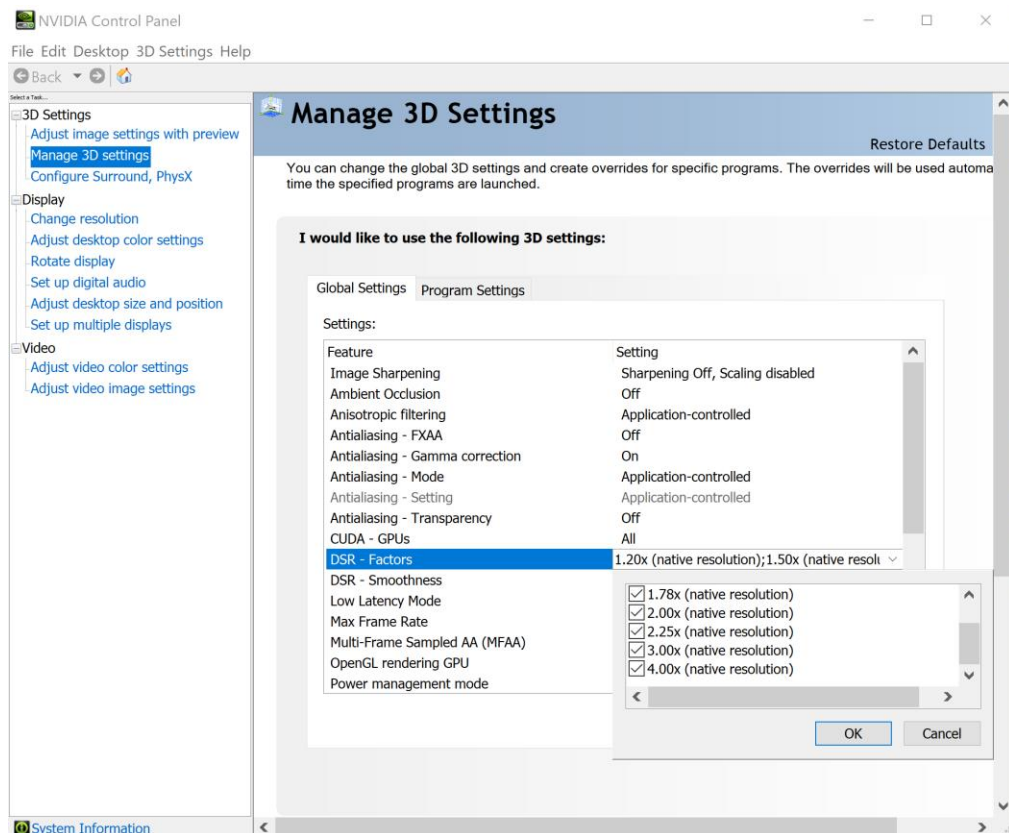 NVIDIA Control Panel
File Edit Desktop 3D Settings Help
Back
Select a Task...
3D Settings
Adjust image settings with preview
Manage 3D settings
Configure Surround, PhysX
Display
Change resolution
Adjust desktop color settings
Rotate display
Set up digital audio
Adjust desktop size and position
Set up multiple displays
Video
Adjust video color settings
Adjust video image settings
System Information
Manage 3D Settings
Restore Defaults
You can change the global 3D settings and create overrides for specific programs. The overrides will be used automa
time the specified programs are launched.
I would like to use the following 3D settings:
Global Settings Program Settings
Settings:
Feature Setting
Image Sharpening Sharpening Off, Scaling disabled
Ambient Occlusion Off
Anisotropic filtering Application-controlled
Antialiasing - FXAA Off
Antialiasing - Gamma correction On
Antialiasing - Mode Application-controlled
Antialiasing - Setting Application-controlled
Antialiasing - Transparency Off
CUDA - GPUs All
DSR - Factors 1.20x (native resolution);1.50x (native resolu
DSR - Smoothness
Low Latency Mode
Max Frame Rate
Multi-Frame Sampled AA (MFAA)
OpenGL rendering GPU
Power management mode
1.78x (native resolution)
2.00x (native resolution)
2.25x (native resolution)
3.00x (native resolution)
4.00x (native resolution)
OK Cancel